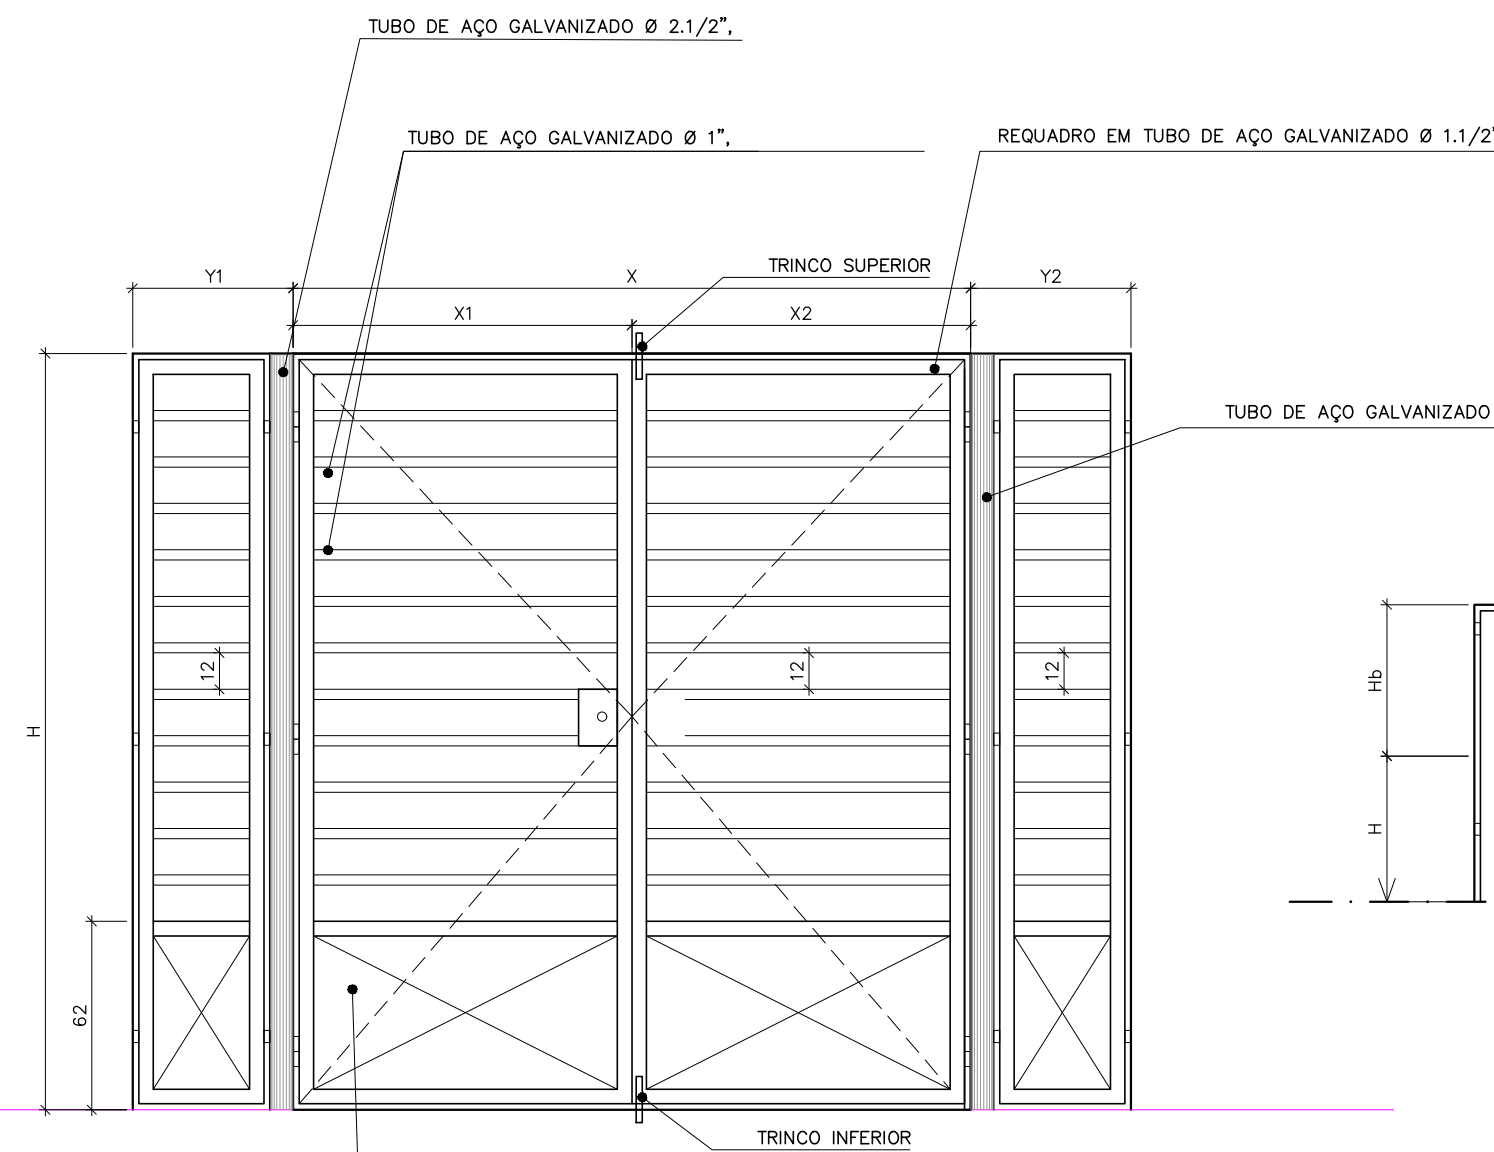 TUBO DE AÇO GALVANIZADO Ø 2.1/2”,
TUBO DE AÇO GALVANIZADO Ø 1”,
REQUADRO EM TUBO DE AÇO GALVANIZADO Ø 1.1/2”
TRINCO SUPERIOR
Y1
X
Y2
X1
X2
TUBO DE AÇO GALVANIZADO
12
12
12
Hb
H
H
62
TRINCO INFERIOR